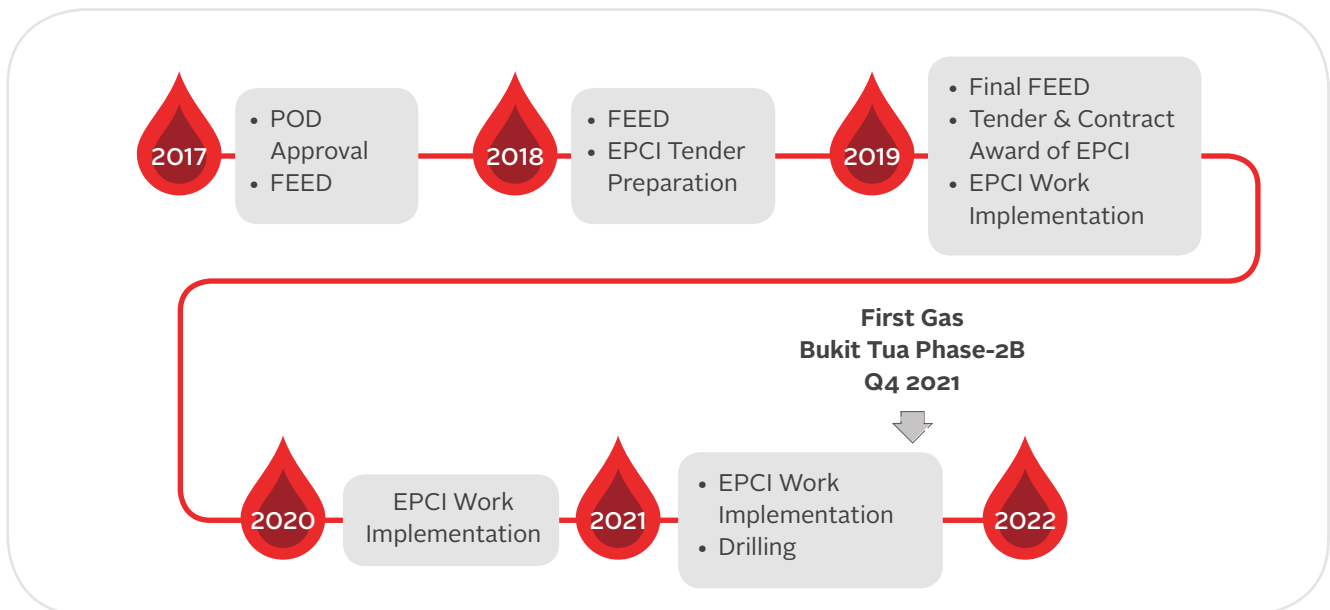 2017
• POD
Approval
• FEED
2018
• FEED
• EPCI Tender
Preparation
2019
• Final FEED
• Tender & Contract
Award of EPCI
• EPCI Work
Implementation
First Gas
Bukit Tua Phase-2B
Q4 2021
2020
EPCI Work
Implementation
2021
• EPCI Work
Implementation
• Drilling
2022